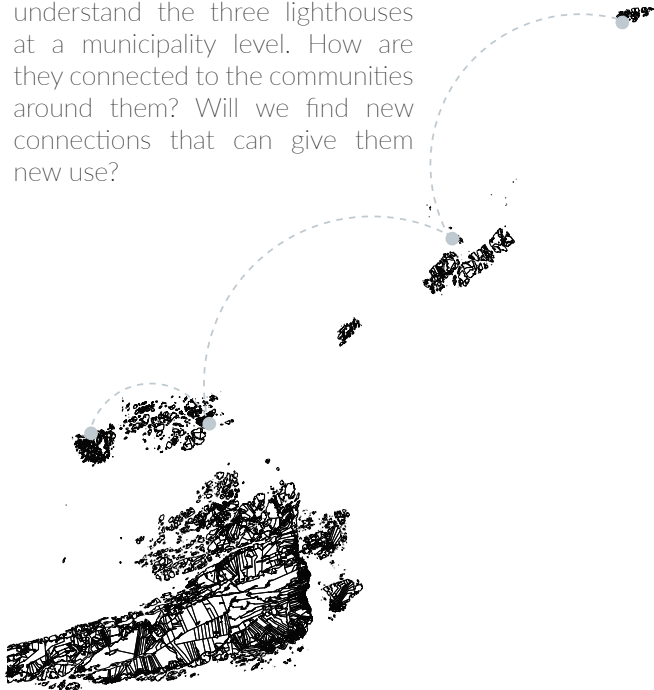 understand the three lighthouses
at a municipality level. How are
they connected to the communities
around them? Will we find new
connections that can give them
new use?